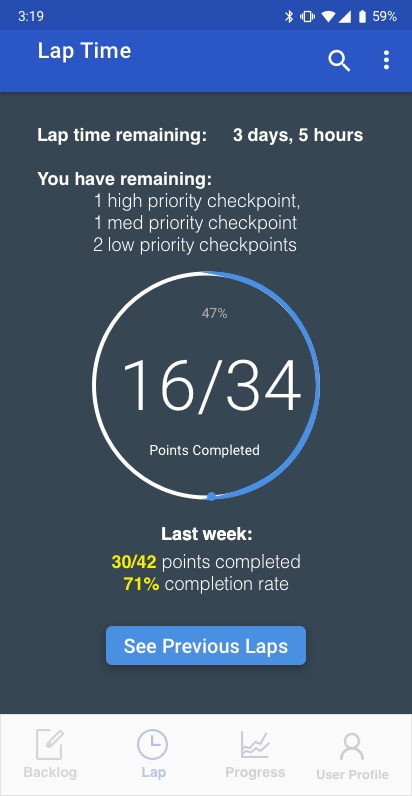 3:19 59%
Lap Time
Lap time remaining: 3 days, 5 hours
You have remaining:
1 high priority checkpoint,
1 med priority checkpoint
2 low priority checkpoints
47%
16/34
Points Completed
Last week:
30/42 points completed
71% completion rate
See Previous Laps
Backlog Lap Progress User Profile